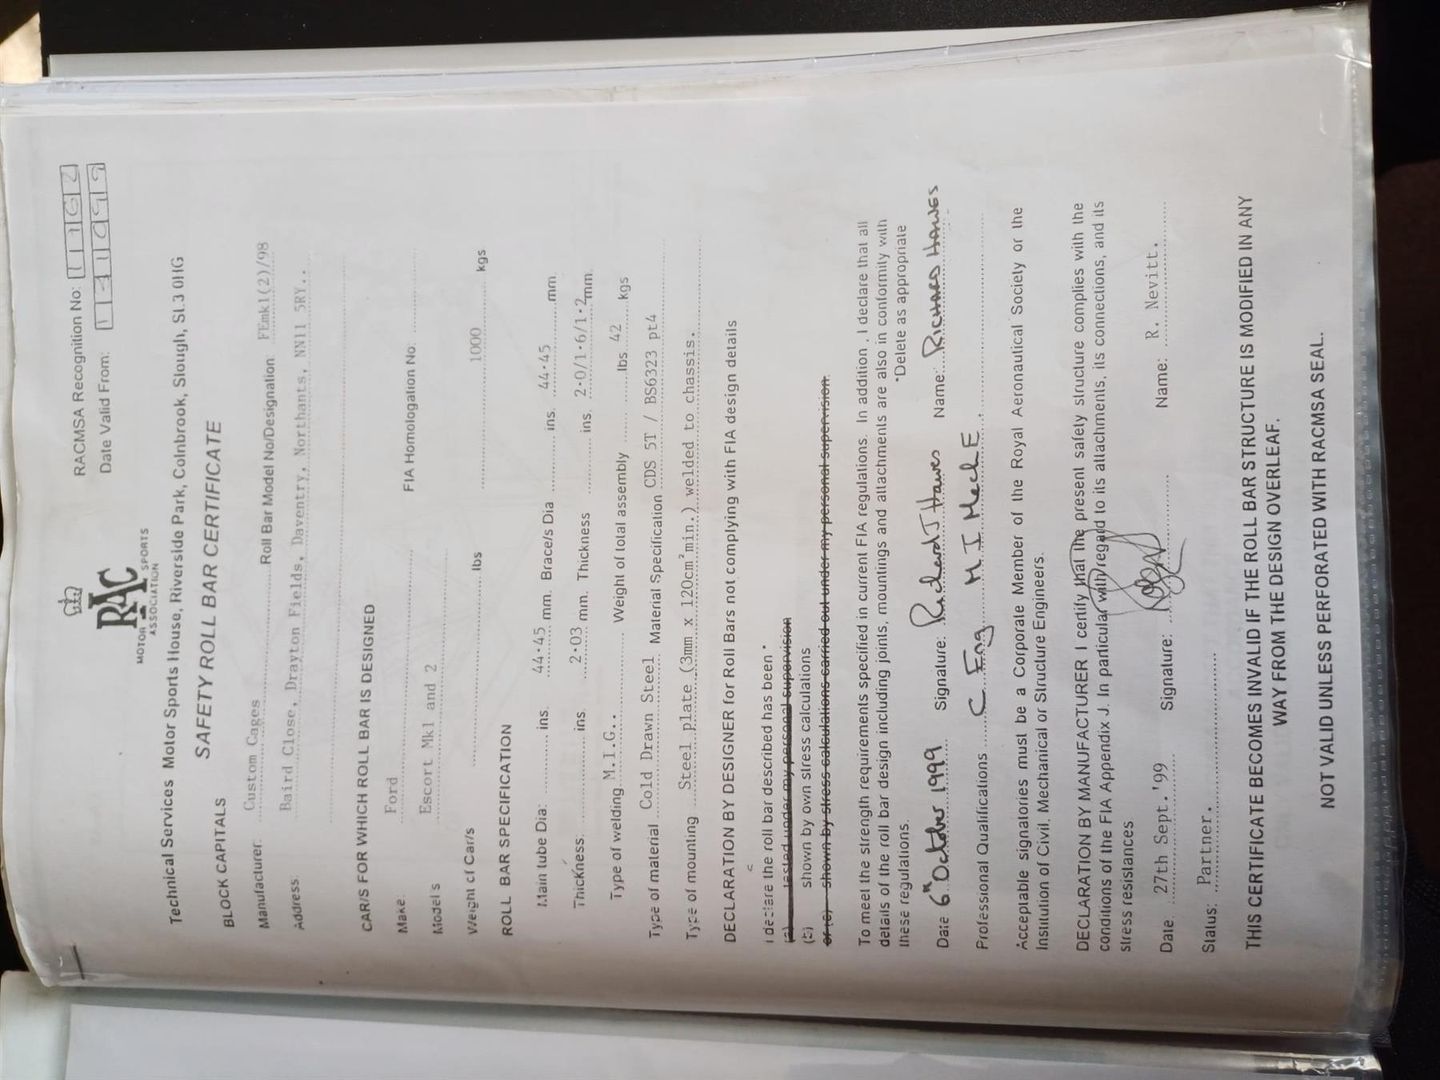 RAC
MOTOR SPORTS
ASSOCIATION
RACMSA Recognition No: 1162
Date Valid From:
Technical Services Motor Sports House, Riverside Park, Colnbrook, Slough, SL3 0HG
SAFETY ROLL BAR CERTIFICATE
BLOCK CAPITALS
Manufacturer: Custom Cages Roll Bar Model No/Designation FEmk1(2)/98
Address: Baird Close, Drayton Fields, Daventry, Northants, NN11 5RY..
CAR/S FOR WHICH ROLL BAR IS DESIGNED
Make Ford FIA Homologation No
Model s Escort Mk1 and 2
Weight of Car/s lbs 1000 kgs
ROLL BAR SPECIFICATION
Main tube Dia: ins. 44·45 mm. Brace/s Dia ins. 44·45 mm.
Thickness: ins. 2·03 mm. Thickness ins. 2·0/1·6/1·2mm.
Type of welding M.I.G.. Weight of total assembly lbs. 42 kgs
Type of material Cold Drawn Steel Material Specification CDS 5T / BS6323 pt4
Type of mounting Steel plate (3mm x 120cm²min.) welded to chassis.
DECLARATION BY DESIGNER for Roll Bars not complying with FIA design details
I declare the roll bar described has been *
(a) tested under my personal supervision
(b) shown by own stress calculations
or (c) shown by stress calculations carried out under my personal supervision.
To meet the strength requirements specified in current FIA regulations. In addition, I declare that all
details of the roll bar design including joints, mountings and attachments are also in conformity with
these regulations. *Delete as appropriate
Date 6th October 1999 Signature: Richard J Hawes Name: RICHARD HAWES
Professional Qualifications C Eng M I MechE
Acceptable signatories must be a Corporate Member of the Royal Aeronautical Society or the
Institution of Civil, Mechanical or Structure Engineers.
DECLARATION BY MANUFACTURER I certify that the present safety structure complies with the
conditions of the FIA Appendix J. In particular with regard to its attachments, its connections, and its
stress resistances
Date 27th Sept.'99 Signature: Name: R. Nevitt.
Status: Partner.
THIS CERTIFICATE BECOMES INVALID IF THE ROLL BAR STRUCTURE IS MODIFIED IN ANY
WAY FROM THE DESIGN OVERLEAF.
NOT VALID UNLESS PERFORATED WITH RACMSA SEAL.